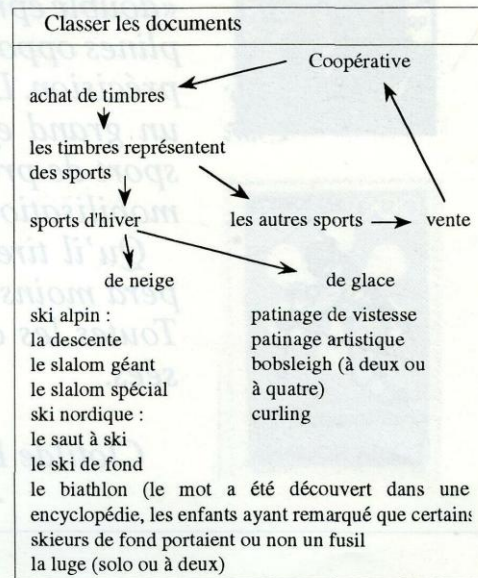 Classer les documents
Coopérative
achat de timbres
les timbres représentent
des sports
sports d'hiver
les autres sports
vente
de neige
ski alpin :
la descente
le slalom géant
le slalom spécial
ski nordique :
le saut à ski
le ski de fond
de glace
patinage de vistesse
patinage artistique
bobsleigh (à deux ou
à quatre)
curling
le biathlon (le mot a été découvert dans une
encyclopédie, les enfants ayant remarqué que certains
skieurs de fond portaient ou non un fusil
la luge (solo ou à deux)